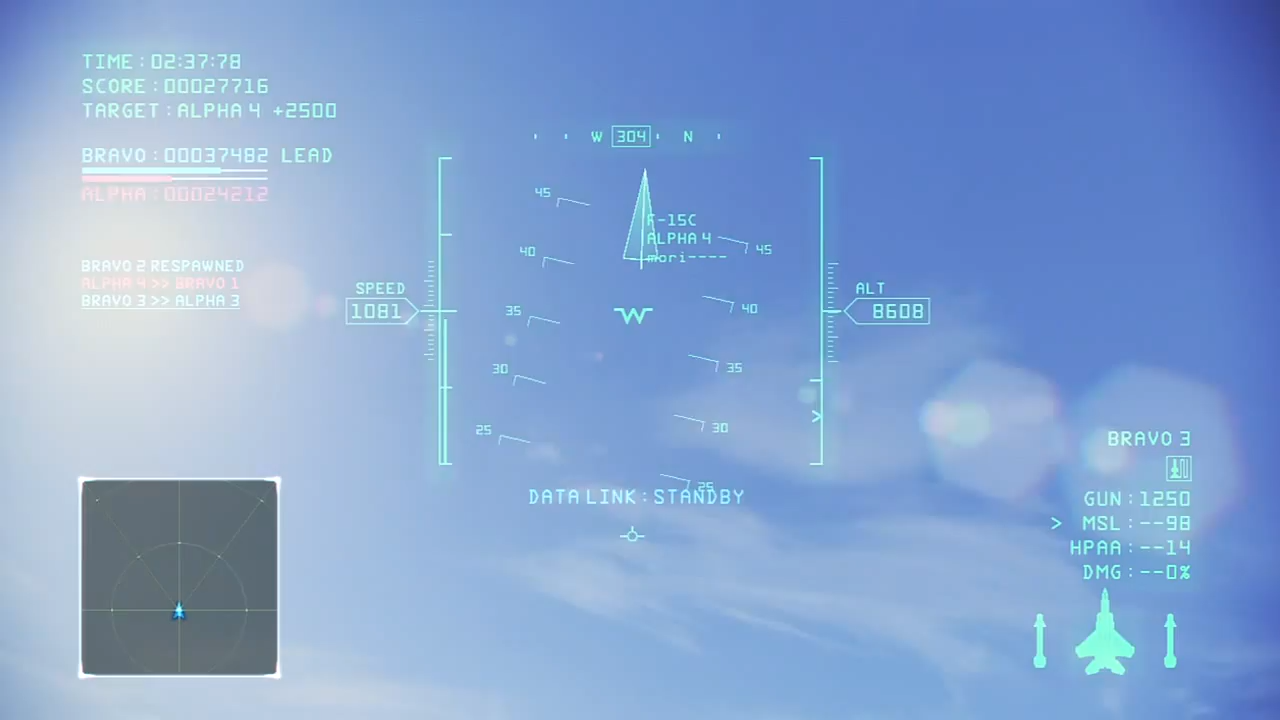 TIME : 02:37:78
SCORE : 00027716
TARGET : ALPHA 4 +2500
BRAVO : 00037482 LEAD
ALPHA : 00024212
BRAVO 2 RESPAWNED
ALPHA 4 >> BRAVO 1
BRAVO 3 >> ALPHA 3
W 304 N
45
F-15C
ALPHA 4
mori----
45
40
40
35
35
30
30
25
25
SPEED
1081
ALT
8608
DATA LINK : STANDBY
BRAVO 3
GUN : 1250
> MSL : --98
HPAA : --14
DMG : --0%